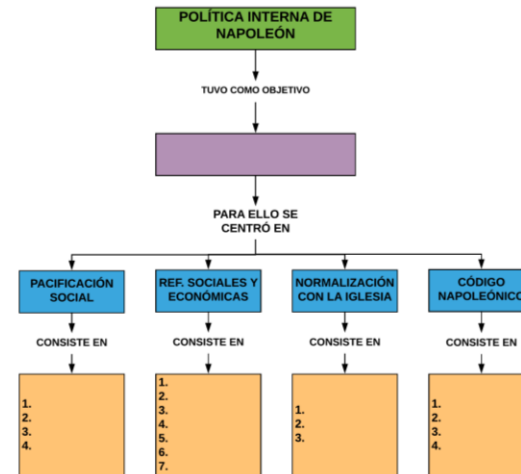 POLÍTICA INTERNA DE
NAPOLEÓN
TUVO COMO OBJETIVO
PARA ELLO SE
CENTRÓ EN
PACIFICACIÓN
SOCIAL
REF. SOCIALES Y
ECONÓMICAS
NORMALIZACIÓN
CON LA IGLESIA
CÓDIGO
NAPOLEÓNICO
CONSISTE EN
CONSISTE EN
CONSISTE EN
CONSISTE EN
1.
2.
3.
4.
1.
2.
3.
4.
5.
6.
7.
1.
2.
3.
1.
2.
3.
4.